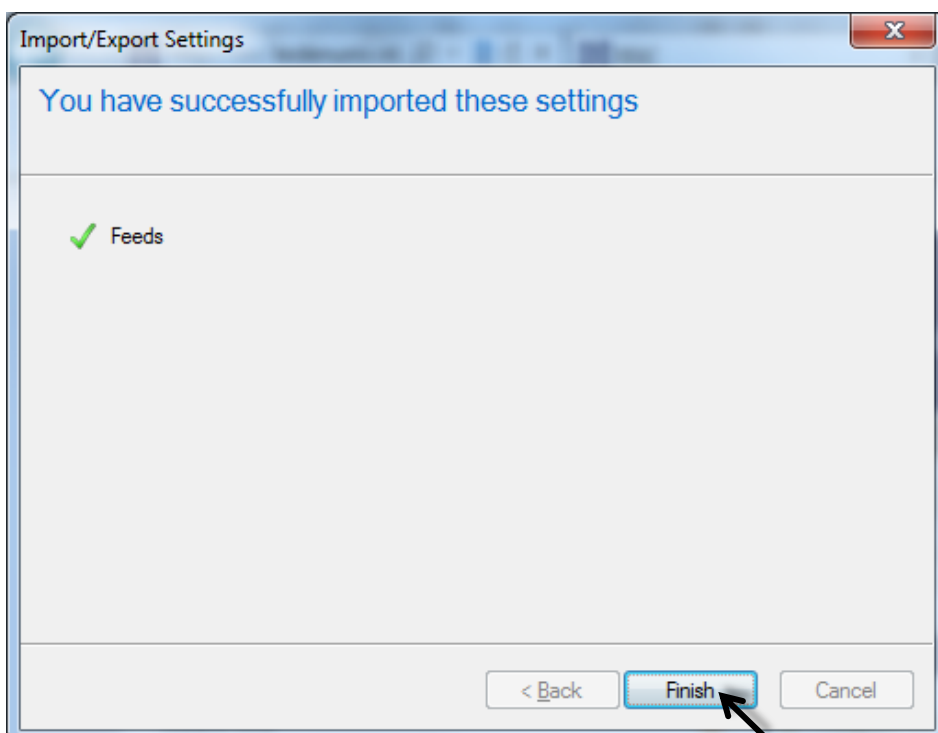 Import/Export Settings
You have successfully imported these settings
Feeds
< Back Finish Cancel